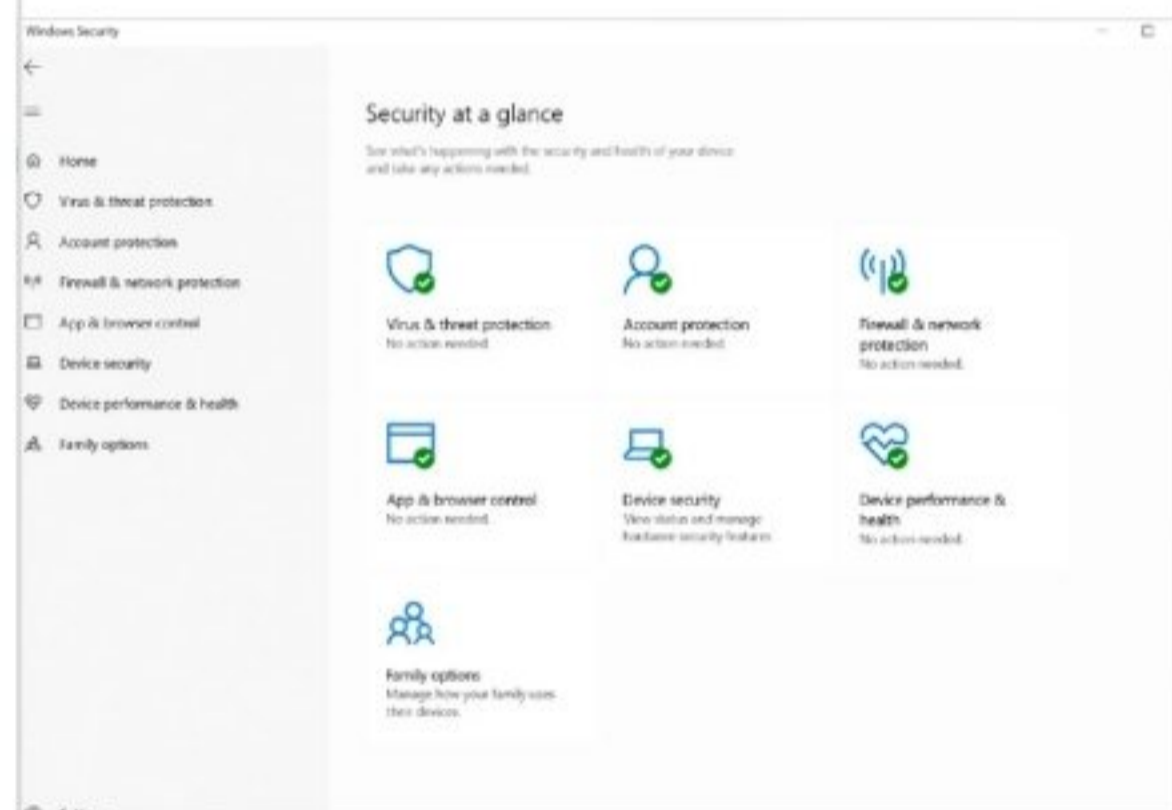 Windows Security
Home
Virus & threat protection
Account protection
Firewall & network protection
App & browser control
Device security
Device performance & health
Family options
Security at a glance
See what's happening with the security and health of your device
and take any actions needed.
Virus & threat protection
No action needed.
Account protection
No action needed.
Firewall & network
protection
No action needed.
App & browser control
No action needed.
Device security
View status and manage
hardware security features
Device performance &
health
No action needed.
Family options
Manage how your family uses
their devices.